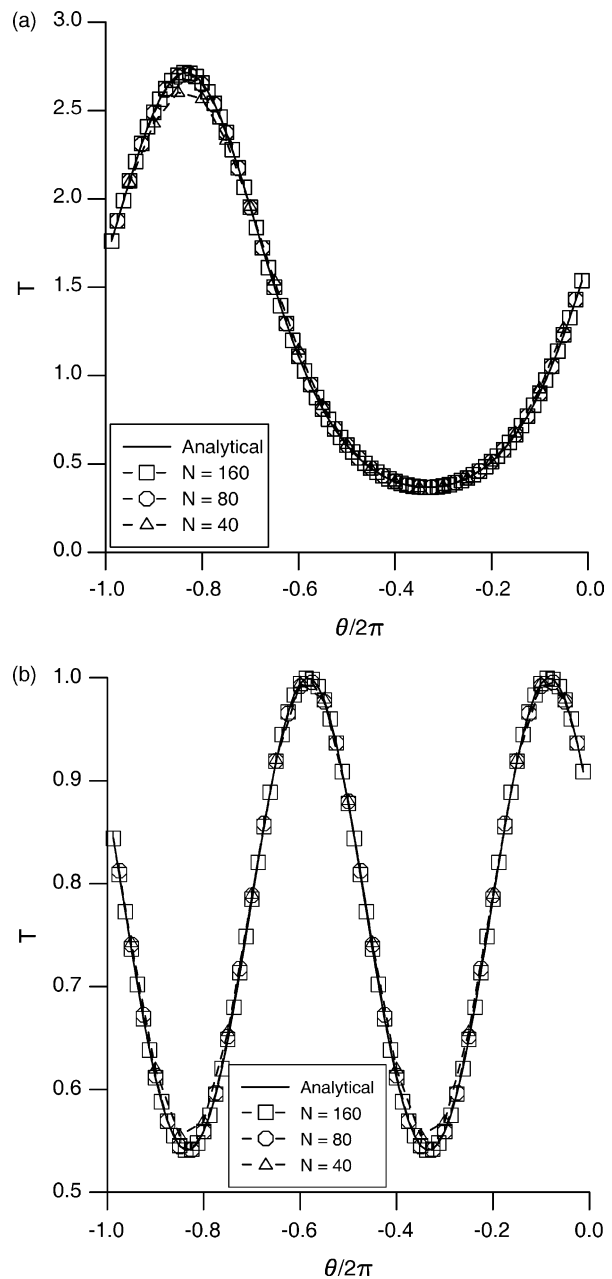 (a)
3.0
2.5
2.0
1.5
1.0
0.5
0.0
T
Analytical
N = 160
N = 80
N = 40
-1.0 -0.8 -0.6 -0.4 -0.2 0.0
θ/2π
(b)
1.0
0.9
0.8
0.7
0.6
0.5
T
Analytical
N = 160
N = 80
N = 40
-1.0 -0.8 -0.6 -0.4 -0.2 0.0
θ/2π